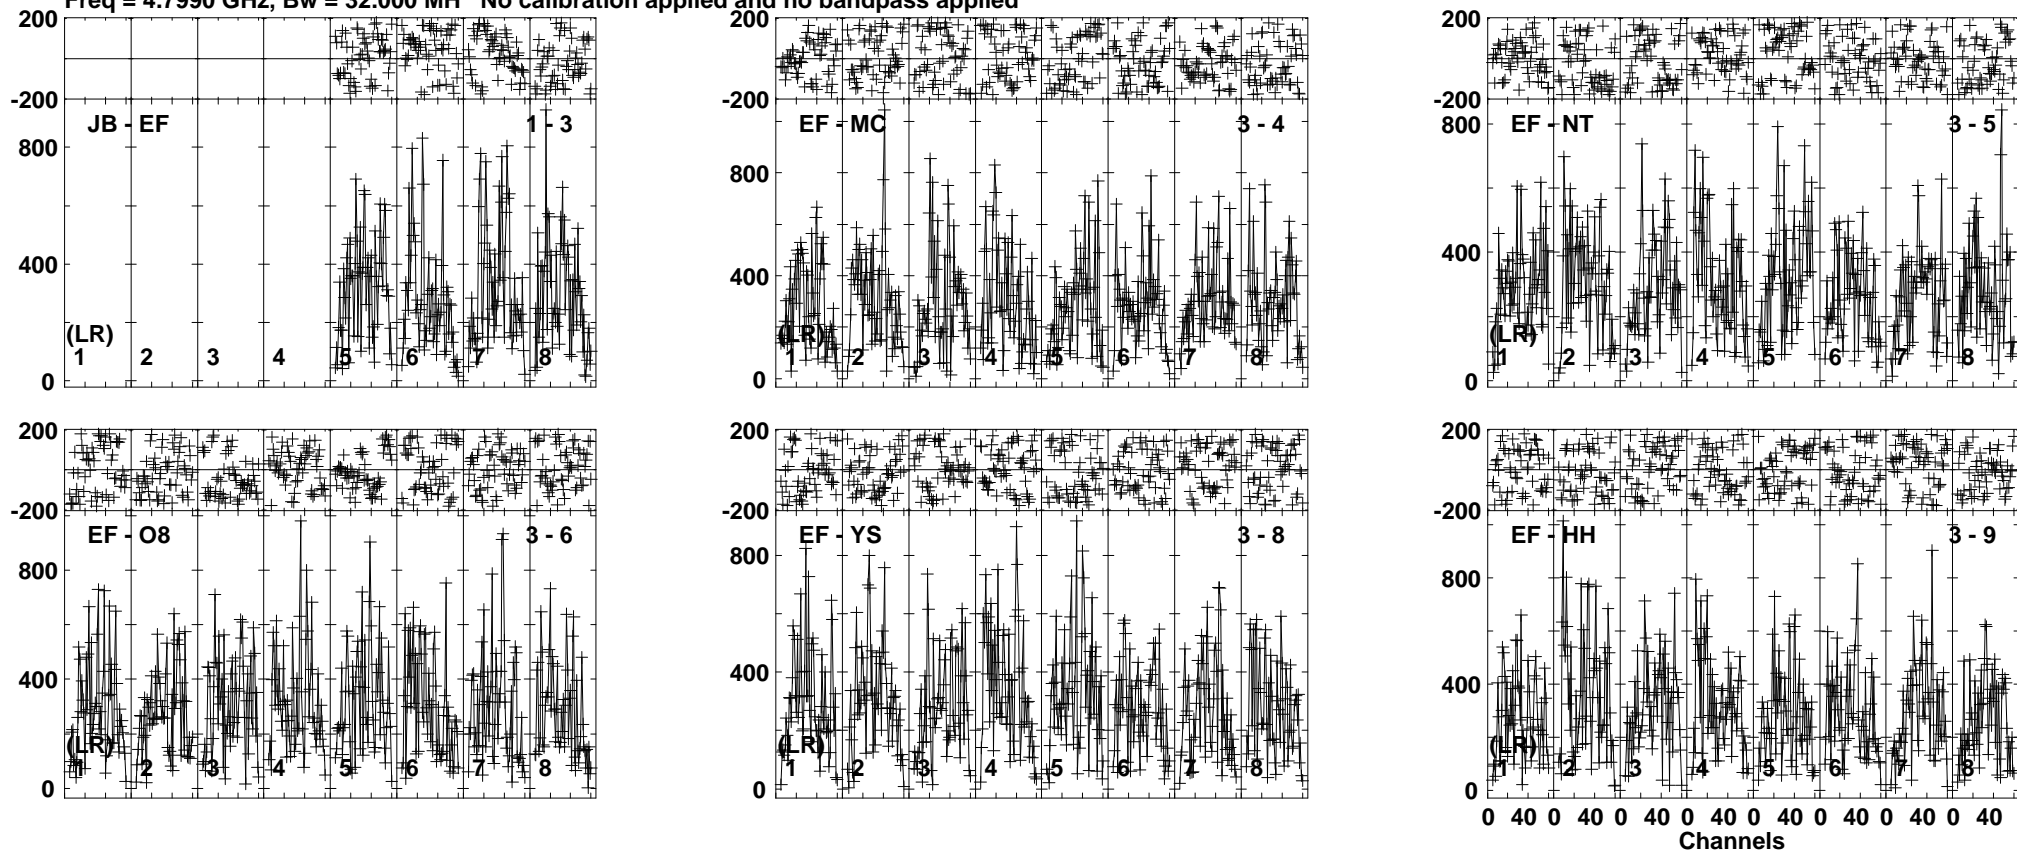 Freq = 4.7990 GHz, Bw = 32.000 MH No calibration applied and no bandpass applied
200
-200
JB - EF 1 - 3
800
400
0
(LR)
1 2 3 4 5 6 7 8
200
-200
EF - MC 3 - 4
800
400
0
(LR)
1 2 3 4 5 6 7 8
200
-200
EF - NT 3 - 5
800
400
0
(LR)
1 2 3 4 5 6 7 8
200
-200
EF - O8 3 - 6
800
400
0
(LR)
1 2 3 4 5 6 7 8
200
-200
EF - YS 3 - 8
800
400
0
(LR)
1 2 3 4 5 6 7 8
200
-200
EF - HH 3 - 9
800
400
0
(LR)
1 2 3 4 5 6 7 8
0 40 0 40 0 40 0 40 0 40 0 40 0 40 0 40
Channels